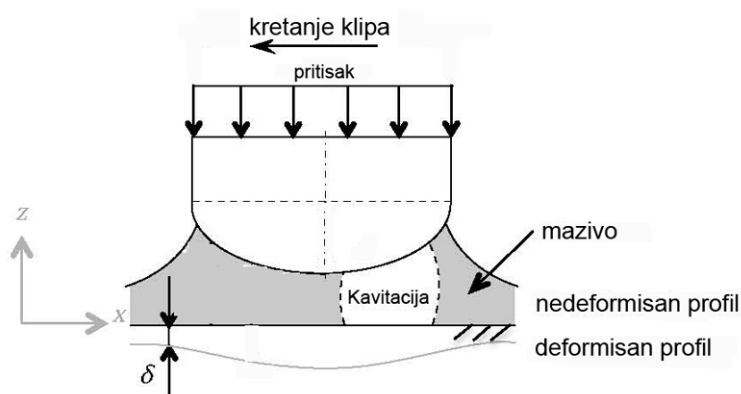 kretanje klipa
pritisak
z
mazivo
Kavitacija
nedeformisan profil
x
deformisan profil
δ